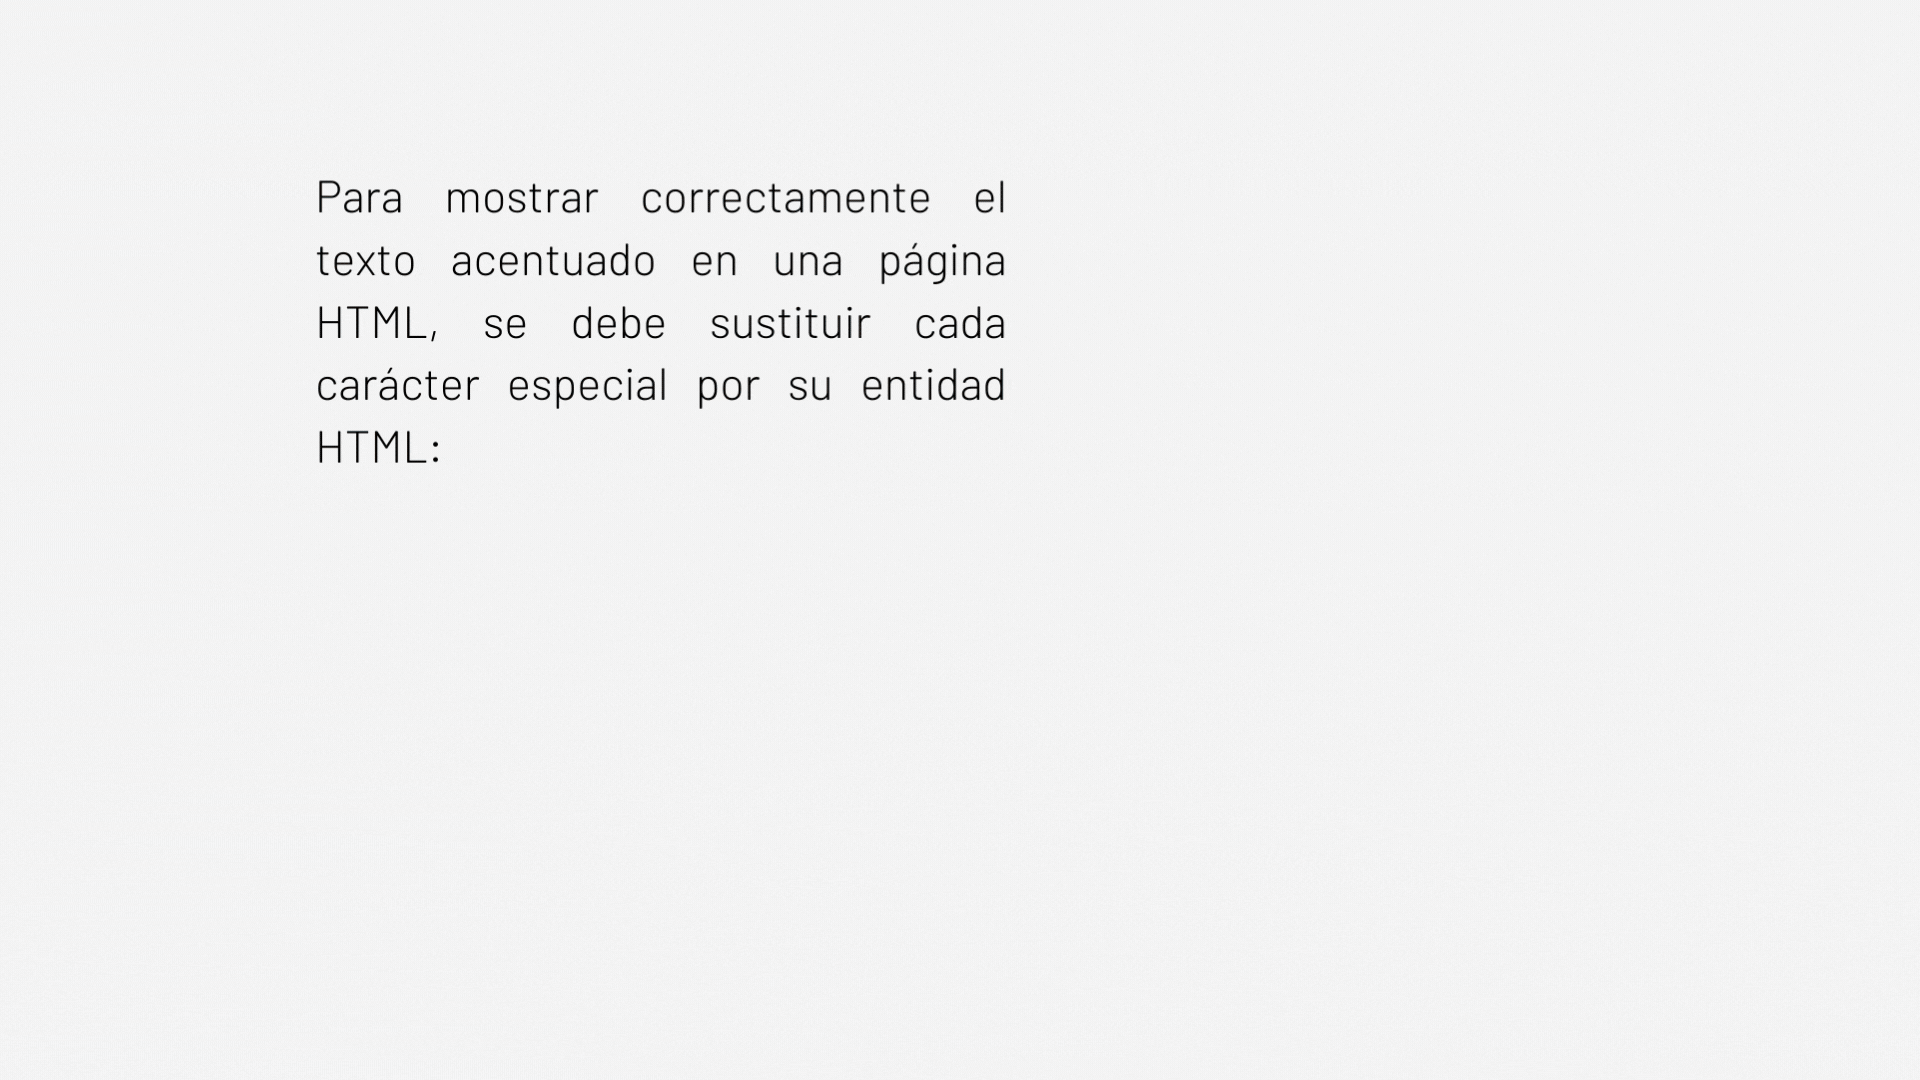 Para mostrar correctamente el
texto acentuado en una página
HTML, se debe sustituir cada
carácter especial por su entidad
HTML: